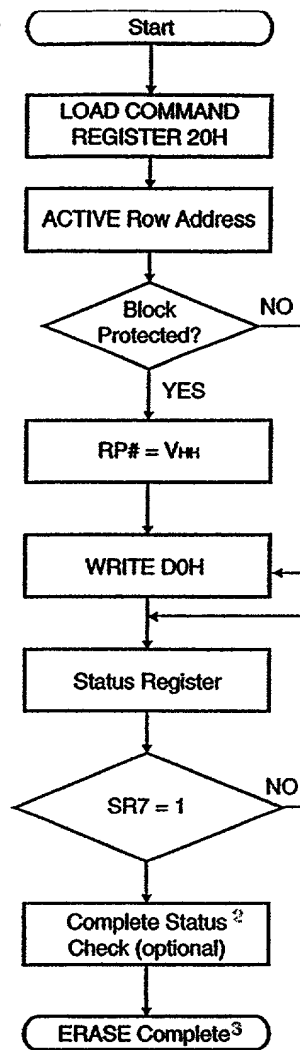 Start
LOAD COMMAND
REGISTER 20H
ACTIVE Row Address
Block
Protected?
NO
YES
RP# = VHH
WRITE D0H
Status Register
SR7 = 1
NO
Complete Status 2
Check (optional)
ERASE Complete3